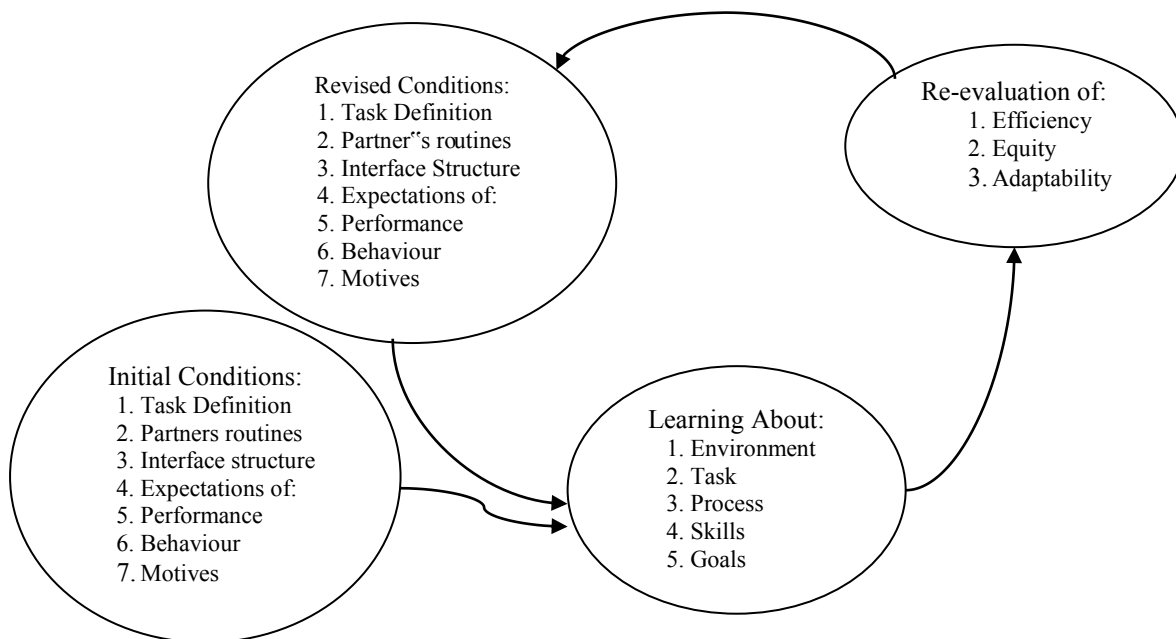 Revised Conditions:
1. Task Definition
2. Partner‟s routines
3. Interface Structure
4. Expectations of:
5. Performance
6. Behaviour
7. Motives
Re-evaluation of:
1. Efficiency
2. Equity
3. Adaptability
Initial Conditions:
1. Task Definition
2. Partners routines
3. Interface structure
4. Expectations of:
5. Performance
6. Behaviour
7. Motives
Learning About:
1. Environment
2. Task
3. Process
4. Skills
5. Goals